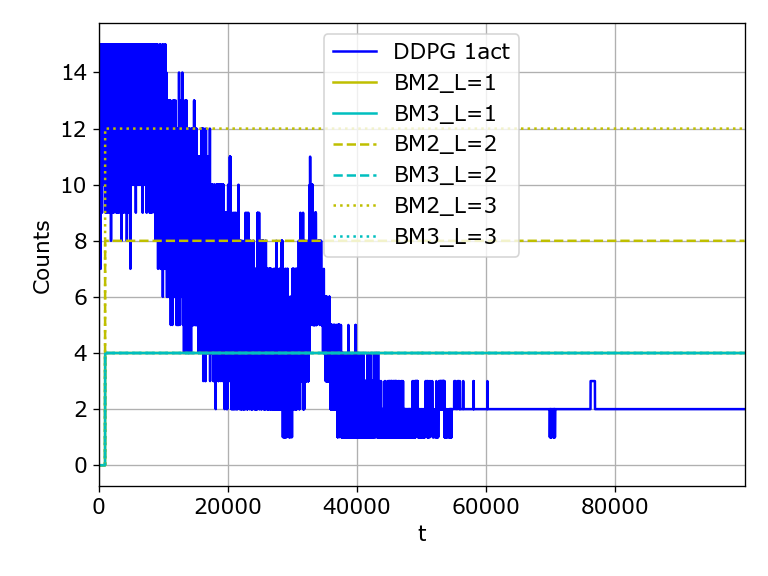 DDPG 1act
BM2_L=1
BM3_L=1
BM2_L=2
BM3_L=2
BM2_L=3
BM3_L=3
Counts
14
12
10
8
6
4
2
0
0 20000 40000 60000 80000
t